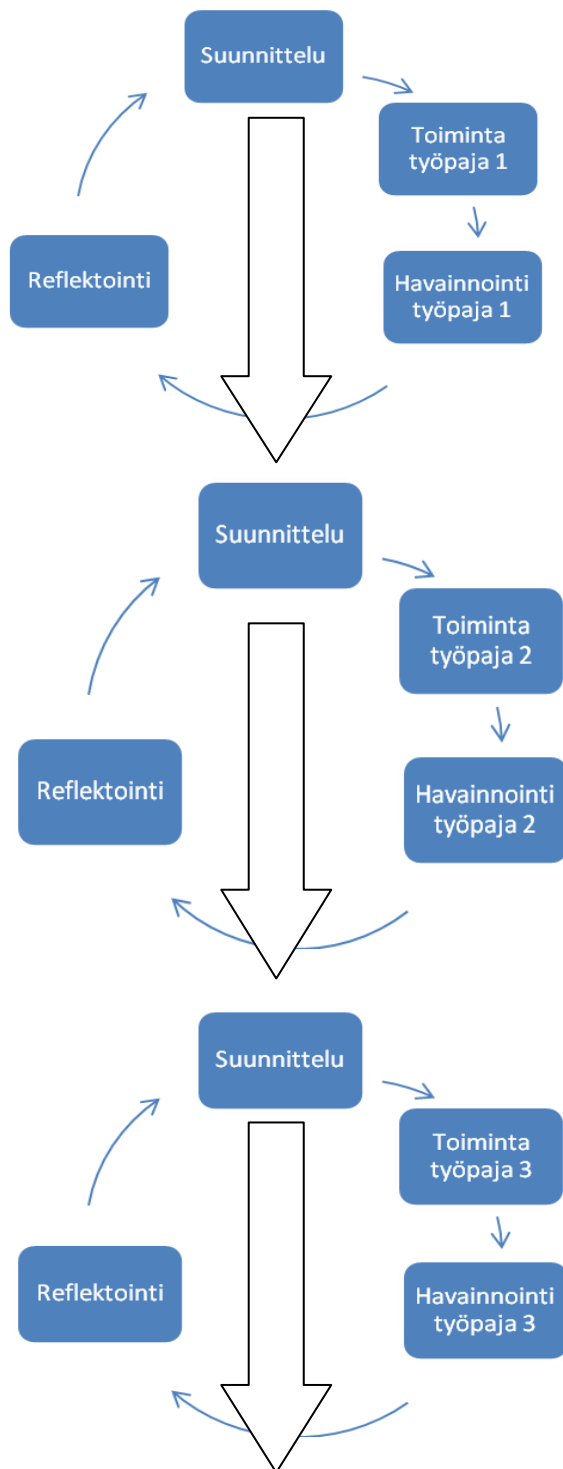 Suunnittelu
Toiminta
työpaja 1
Havainnointi
työpaja 1
Reflektointi
Suunnittelu
Toiminta
työpaja 2
Havainnointi
työpaja 2
Reflektointi
Suunnittelu
Toiminta
työpaja 3
Havainnointi
työpaja 3
Reflektointi